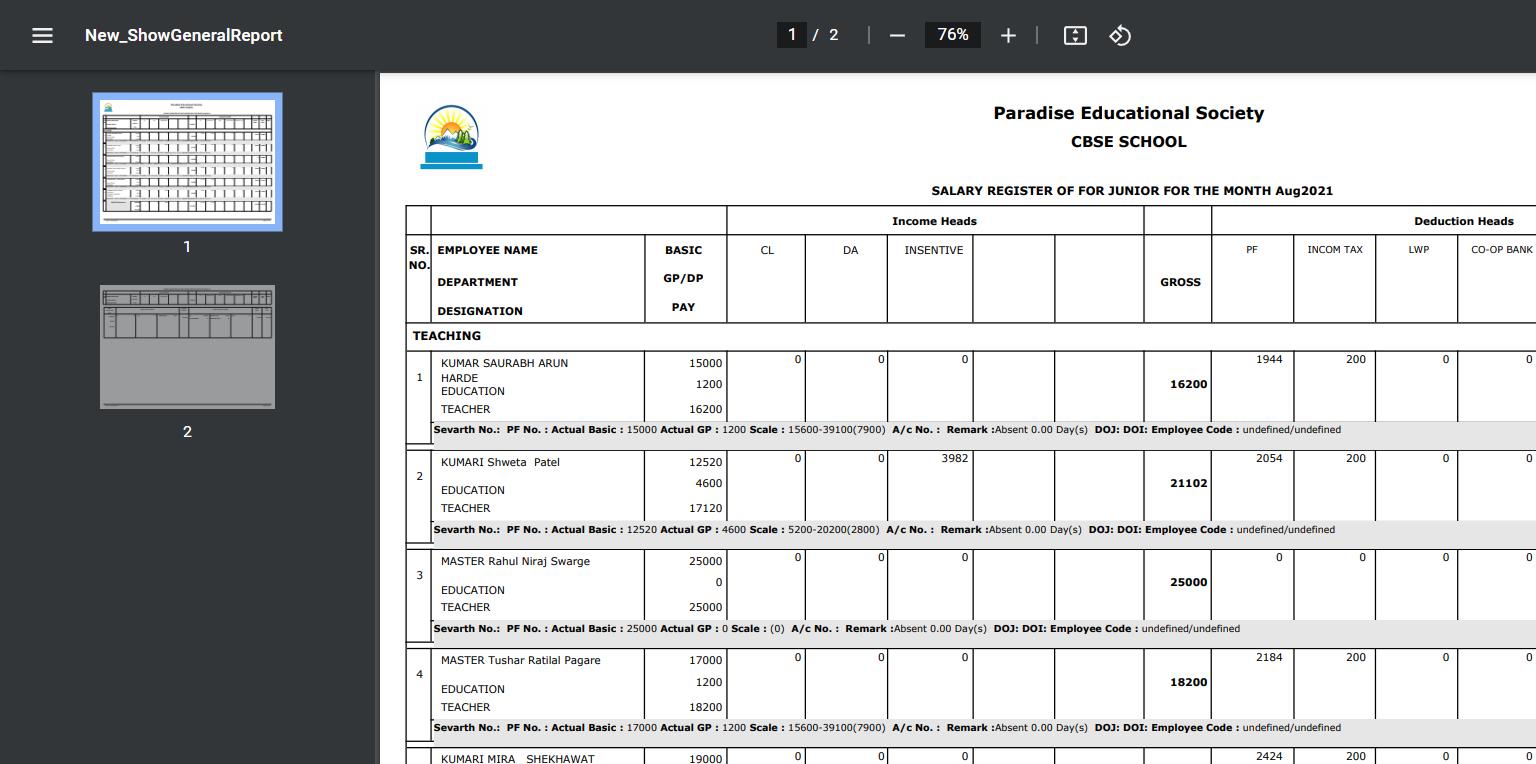 New_ShowGeneralReport
1 / 2
76%
1
2
Paradise Educational Society
CBSE SCHOOL
SALARY REGISTER OF FOR JUNIOR FOR THE MONTH Aug2021
Income Heads Deduction Heads
SR. EMPLOYEE NAME BASIC CL DA INSENTIVE PF INCOM TAX LWP CO-OP BANK
NO.
DEPARTMENT GP/DP GROSS
DESIGNATION PAY
TEACHING
KUMAR SAURABH ARUN 15000 0 0 0 1944 200 0 0
1 HARDE 1200 16200
EDUCATION
TEACHER 16200
Sevarth No.: PF No. : Actual Basic : 15000 Actual GP : 1200 Scale : 15600-39100(7900) A/c No. : Remark :Absent 0.00 Day(s) DOJ: DOI: Employee Code : undefined/undefined
KUMARI Shweta Patel 12520 0 0 3982 2054 200 0 0
2 4600 21102
EDUCATION
TEACHER 17120
Sevarth No.: PF No. : Actual Basic : 12520 Actual GP : 4600 Scale : 5200-20200(2800) A/c No. : Remark :Absent 0.00 Day(s) DOJ: DOI: Employee Code : undefined/undefined
MASTER Rahul Niraj Swarge 25000 0 0 0 0 0 0 0
3 0 25000
EDUCATION
TEACHER 25000
Sevarth No.: PF No. : Actual Basic : 25000 Actual GP : 0 Scale : (0) A/c No. : Remark :Absent 0.00 Day(s) DOJ: DOI: Employee Code : undefined/undefined
MASTER Tushar Ratilal Pagare 17000 0 0 0 2184 200 0 0
4 1200 18200
EDUCATION
TEACHER 18200
Sevarth No.: PF No. : Actual Basic : 17000 Actual GP : 1200 Scale : 15600-39100(7900) A/c No. : Remark :Absent 0.00 Day(s) DOJ: DOI: Employee Code : undefined/undefined
KUMARI MIRA SHEKHAWAT 19000 0 0 0 2424 200 0 0